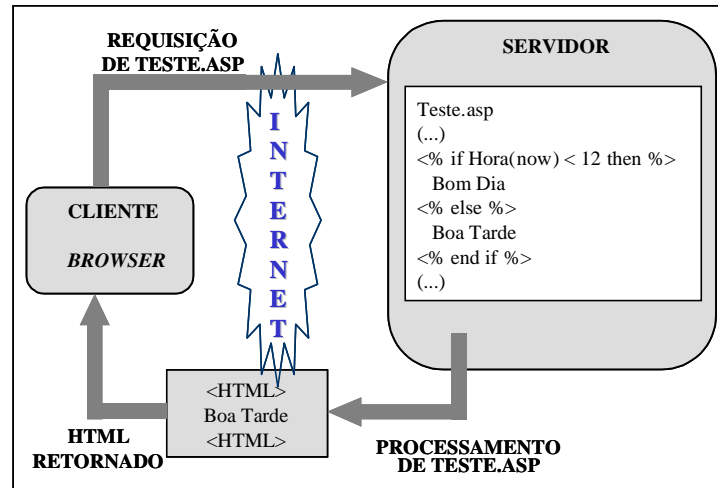 REQUISIÇÃO
DE TESTE.ASP
SERVIDOR
Teste.asp
(...)
<% if Hora(now) < 12 then %>
Bom Dia
<% else %>
Boa Tarde
<% end if %>
(...)
INTERNET
CLIENTE
BROWSER
<HTML>
Boa Tarde
<HTML>
HTML
RETORNADO
PROCESSAMENTO
DE TESTE.ASP